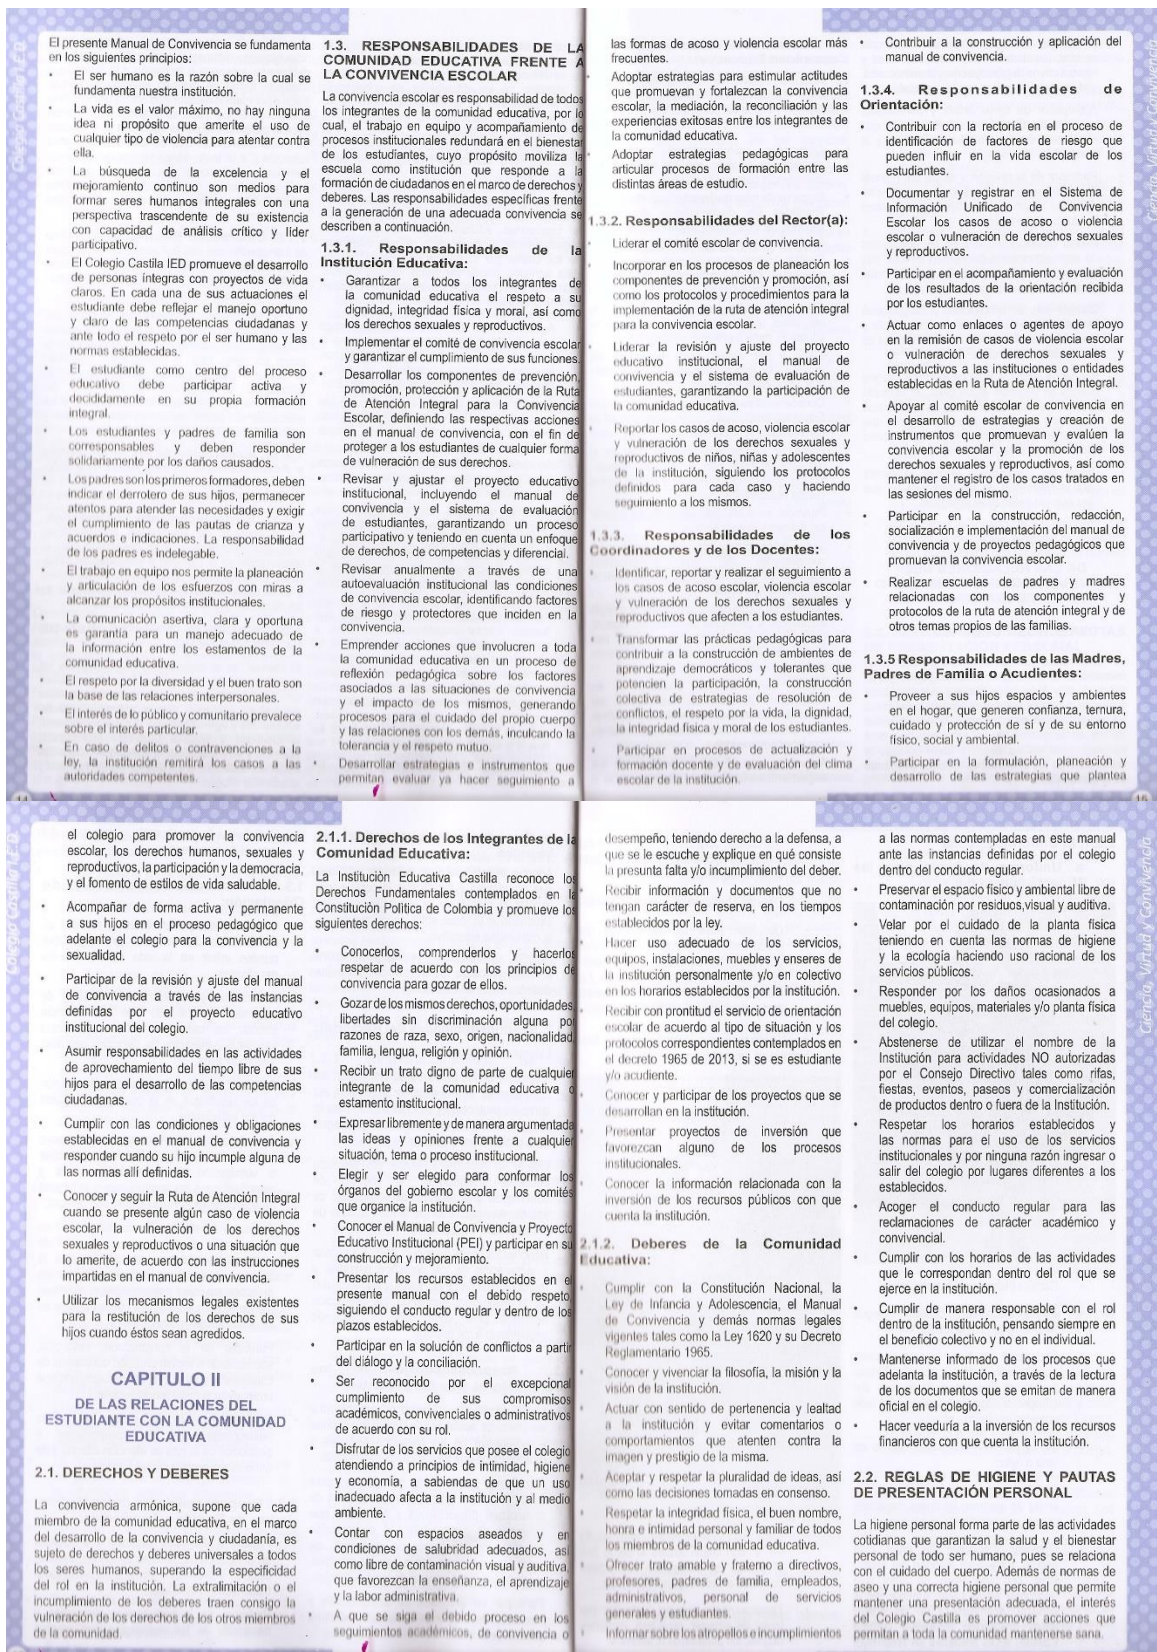 Colegio Castilla I.E.D
El presente Manual de Convivencia se fundamenta
en los siguientes principios:
• El ser humano es la razón sobre la cual se
fundamenta nuestra institución.
• La vida es el valor máximo, no hay ninguna
idea ni propósito que amerite el uso de
cualquier tipo de violencia para atentar contra
ella.
• La búsqueda de la excelencia y el
mejoramiento continuo son medios para
formar seres humanos integrales con una
perspectiva trascendente de su existencia
con capacidad de análisis crítico y líder
participativo.
• El Colegio Castila IED promueve el desarrollo
de personas íntegras con proyectos de vida
claros. En cada una de sus actuaciones el
estudiante debe reflejar el manejo oportuno
y claro de las competencias ciudadanas y
ante todo el respeto por el ser humano y las
normas establecidas.
• El estudiante como centro del proceso
educativo debe participar activa y
decididamente en su propia formación
integral.
• Los estudiantes y padres de familia son
corresponsables y deben responder
solidariamente por los daños causados.
• Los padres son los primeros formadores, deben
indicar el derrotero de sus hijos, permanecer
atentos para atender las necesidades y exigir
el cumplimiento de las pautas de crianza y
acuerdos e indicaciones. La responsabilidad
de los padres es indelegable.
• El trabajo en equipo nos permite la planeación
y articulación de los esfuerzos con miras a
alcanzar los propósitos institucionales.
• La comunicación asertiva, clara y oportuna
es garantía para un manejo adecuado de
la información entre los estamentos de la
comunidad educativa.
• El respeto por la diversidad y el buen trato son
la base de las relaciones interpersonales.
• El interés de lo público y comunitario prevalece
sobre el interés particular.
• En caso de delitos o contravenciones a la
ley, la institución remitirá los casos a las
autoridades competentes.
14
1.3. RESPONSABILIDADES DE LA
COMUNIDAD EDUCATIVA FRENTE A
LA CONVIVENCIA ESCOLAR
La convivencia escolar es responsabilidad de todos
los integrantes de la comunidad educativa, por lo
cual, el trabajo en equipo y acompañamiento de
procesos institucionales redundará en el bienestar
de los estudiantes, cuyo propósito moviliza la
escuela como institución que responde a la
formación de ciudadanos en el marco de derechos y
deberes. Las responsabilidades específicas frente
a la generación de una adecuada convivencia se
describen a continuación.
1.3.1. Responsabilidades de la
Institución Educativa:
• Garantizar a todos los integrantes de
la comunidad educativa el respeto a su
dignidad, integridad física y moral, así como
los derechos sexuales y reproductivos.
• Implementar el comité de convivencia escolar
y garantizar el cumplimiento de sus funciones.
• Desarrollar los componentes de prevención,
promoción, protección y aplicación de la Ruta
de Atención Integral para la Convivencia
Escolar, definiendo las respectivas acciones
en el manual de convivencia, con el fin de
proteger a los estudiantes de cualquier forma
de vulneración de sus derechos.
• Revisar y ajustar el proyecto educativo
institucional, incluyendo el manual de
convivencia y el sistema de evaluación
de estudiantes, garantizando un proceso
participativo y teniendo en cuenta un enfoque
de derechos, de competencias y diferencial.
• Revisar anualmente a través de una
autoevaluación institucional las condiciones
de convivencia escolar, identificando factores
de riesgo y protectores que inciden en la
convivencia.
• Emprender acciones que involucren a toda
la comunidad educativa en un proceso de
reflexión pedagógica sobre los factores
asociados a las situaciones de convivencia
y el impacto de los mismos, generando
procesos para el cuidado del propio cuerpo
y las relaciones con los demás, inculcando la
tolerancia y el respeto mutuo.
• Desarrollar estrategias e instrumentos que
permitan evaluar ya hacer seguimiento a
las formas de acoso y violencia escolar más
frecuentes.
• Adoptar estrategias para estimular actitudes
que promuevan y fortalezcan la convivencia
escolar, la mediación, la reconciliación y las
experiencias exitosas entre los integrantes de
la comunidad educativa.
• Adoptar estrategias pedagógicas para
articular procesos de formación entre las
distintas áreas de estudio.
1.3.2. Responsabilidades del Rector(a):
• Liderar el comité escolar de convivencia.
• Incorporar en los procesos de planeación los
componentes de prevención y promoción, así
como los protocolos y procedimientos para la
implementación de la ruta de atención integral
para la convivencia escolar.
• Liderar la revisión y ajuste del proyecto
educativo institucional, el manual de
convivencia y el sistema de evaluación de
estudiantes, garantizando la participación de
la comunidad educativa.
• Reportar los casos de acoso, violencia escolar
y vulneración de los derechos sexuales y
reproductivos de niños, niñas y adolescentes
de la institución, siguiendo los protocolos
definidos para cada caso y haciendo
seguimiento a los mismos.
1.3.3. Responsabilidades de los
Coordinadores y de los Docentes:
• Identificar, reportar y realizar el seguimiento a
los casos de acoso escolar, violencia escolar
y vulneración de los derechos sexuales y
reproductivos que afecten a los estudiantes.
• Transformar las prácticas pedagógicas para
contribuir a la construcción de ambientes de
aprendizaje democráticos y tolerantes que
potencien la participación, la construcción
colectiva de estrategias de resolución de
conflictos, el respeto por la vida, la dignidad,
la integridad física y moral de los estudiantes.
• Participar en procesos de actualización y
formación docente y de evaluación del clima
escolar de la institución.
• Contribuir a la construcción y aplicación del
manual de convivencia.
1.3.4. Responsabilidades de
Orientación:
• Contribuir con la rectoría en el proceso de
identificación de factores de riesgo que
pueden influir en la vida escolar de los
estudiantes.
• Documentar y registrar en el Sistema de
Información Unificado de Convivencia
Escolar los casos de acoso o violencia
escolar o vulneración de derechos sexuales
y reproductivos.
• Participar en el acompañamiento y evaluación
de los resultados de la orientación recibida
por los estudiantes.
• Actuar como enlaces o agentes de apoyo
en la remisión de casos de violencia escolar
o vulneración de derechos sexuales y
reproductivos a las instituciones o entidades
establecidas en la Ruta de Atención Integral.
• Apoyar al comité escolar de convivencia en
el desarrollo de estrategias y creación de
instrumentos que promuevan y evalúen la
convivencia escolar y la promoción de los
derechos sexuales y reproductivos, así como
mantener el registro de los casos tratados en
las sesiones del mismo.
• Participar en la construcción, redacción,
socialización e implementación del manual de
convivencia y de proyectos pedagógicos que
promuevan la convivencia escolar.
• Realizar escuelas de padres y madres
relacionadas con los componentes y
protocolos de la ruta de atención integral y de
otros temas propios de las familias.
1.3.5 Responsabilidades de las Madres,
Padres de Familia o Acudientes:
• Proveer a sus hijos espacios y ambientes
en el hogar, que generen confianza, ternura,
cuidado y protección de sí y de su entorno
físico, social y ambiental.
• Participar en la formulación, planeación y
desarrollo de las estrategias que plantea
Ciencia, Virtud y Convivencia
15
Colegio Castilla I.E.D
el colegio para promover la convivencia
escolar, los derechos humanos, sexuales y
reproductivos, la participación y la democracia,
y el fomento de estilos de vida saludable.
• Acompañar de forma activa y permanente
a sus hijos en el proceso pedagógico que
adelante el colegio para la convivencia y la
sexualidad.
• Participar de la revisión y ajuste del manual
de convivencia a través de las instancias
definidas por el proyecto educativo
institucional del colegio.
• Asumir responsabilidades en las actividades
de aprovechamiento del tiempo libre de sus
hijos para el desarrollo de las competencias
ciudadanas.
• Cumplir con las condiciones y obligaciones
establecidas en el manual de convivencia y
responder cuando su hijo incumple alguna de
las normas allí definidas.
• Conocer y seguir la Ruta de Atención Integral
cuando se presente algún caso de violencia
escolar, la vulneración de los derechos
sexuales y reproductivos o una situación que
lo amerite, de acuerdo con las instrucciones
impartidas en el manual de convivencia.
• Utilizar los mecanismos legales existentes
para la restitución de los derechos de sus
hijos cuando éstos sean agredidos.
CAPITULO II
DE LAS RELACIONES DEL
ESTUDIANTE CON LA COMUNIDAD
EDUCATIVA
2.1. DERECHOS Y DEBERES
La convivencia armónica, supone que cada
miembro de la comunidad educativa, en el marco
del desarrollo de la convivencia y ciudadanía, es
sujeto de derechos y deberes universales a todos
los seres humanos, superando la especificidad
del rol en la institución. La extralimitación o el
incumplimiento de los deberes traen consigo la
vulneración de los derechos de los otros miembros
de la comunidad.
2.1.1. Derechos de los Integrantes de la
Comunidad Educativa:
La Institución Educativa Castilla reconoce los
Derechos Fundamentales contemplados en la
Constitución Política de Colombia y promueve los
siguientes derechos:
• Conocerlos, comprenderlos y hacerlos
respetar de acuerdo con los principios de
convivencia para gozar de ellos.
• Gozar de los mismos derechos, oportunidades,
libertades sin discriminación alguna por
razones de raza, sexo, origen, nacionalidad,
familia, lengua, religión y opinión.
• Recibir un trato digno de parte de cualquier
integrante de la comunidad educativa o
estamento institucional.
• Expresar libremente y de manera argumentada
las ideas y opiniones frente a cualquier
situación, tema o proceso institucional.
• Elegir y ser elegido para conformar los
órganos del gobierno escolar y los comités
que organice la institución.
• Conocer el Manual de Convivencia y Proyecto
Educativo Institucional (PEI) y participar en su
construcción y mejoramiento.
• Presentar los recursos establecidos en el
presente manual con el debido respeto,
siguiendo el conducto regular y dentro de los
plazos establecidos.
• Participar en la solución de conflictos a partir
del diálogo y la conciliación.
• Ser reconocido por el excepcional
cumplimiento de sus compromisos
académicos, convivenciales o administrativos
de acuerdo con su rol.
• Disfrutar de los servicios que posee el colegio
atendiendo a principios de intimidad, higiene
y economía, a sabiendas de que un uso
inadecuado afecta a la institución y al medio
ambiente.
• Contar con espacios aseados y en
condiciones de salubridad adecuados, así
como libre de contaminación visual y auditiva,
que favorezcan la enseñanza, el aprendizaje
y la labor administrativa.
• A que se siga el debido proceso en los
seguimientos académicos, de convivencia o
desempeño, teniendo derecho a la defensa, a
que se le escuche y explique en qué consiste
la presunta falta y/o incumplimiento del deber.
• Recibir información y documentos que no
tengan carácter de reserva, en los tiempos
establecidos por la ley.
• Hacer uso adecuado de los servicios,
equipos, instalaciones, muebles y enseres de
la institución personalmente y/o en colectivo
en los horarios establecidos por la institución.
• Recibir con prontitud el servicio de orientación
escolar de acuerdo al tipo de situación y los
protocolos correspondientes contemplados en
el decreto 1965 de 2013, si se es estudiante
y/o acudiente.
• Conocer y participar de los proyectos que se
desarrollan en la institución.
• Presentar proyectos de inversión que
favorezcan alguno de los procesos
institucionales.
• Conocer la información relacionada con la
inversión de los recursos públicos con que
cuenta la institución.
2.1.2. Deberes de la Comunidad
Educativa:
• Cumplir con la Constitución Nacional, la
Ley de Infancia y Adolescencia, el Manual
de Convivencia y demás normas legales
vigentes tales como la Ley 1620 y su Decreto
Reglamentario 1965.
• Conocer y vivenciar la filosofía, la misión y la
visión de la institución.
• Actuar con sentido de pertenencia y lealtad
a la institución y evitar comentarios o
comportamientos que atenten contra la
imagen y prestigio de la misma.
• Aceptar y respetar la pluralidad de ideas, así
como las decisiones tomadas en consenso.
• Respetar la integridad física, el buen nombre,
honra e intimidad personal y familiar de todos
los miembros de la comunidad educativa.
• Ofrecer trato amable y fraterno a directivos,
profesores, padres de familia, empleados,
administrativos, personal de servicios
generales y estudiantes.
• Informar sobre los atropellos e incumplimientos
a las normas contempladas en este manual
ante las instancias definidas por el colegio
dentro del conducto regular.
• Preservar el espacio físico y ambiental libre de
contaminación por residuos,visual y auditiva.
• Velar por el cuidado de la planta física
teniendo en cuenta las normas de higiene
y la ecología haciendo uso racional de los
servicios públicos.
• Responder por los daños ocasionados a
muebles, equipos, materiales y/o planta física
del colegio.
• Abstenerse de utilizar el nombre de la
Institución para actividades NO autorizadas
por el Consejo Directivo tales como rifas,
fiestas, eventos, paseos y comercialización
de productos dentro o fuera de la Institución.
• Respetar los horarios establecidos y
las normas para el uso de los servicios
institucionales y por ninguna razón ingresar o
salir del colegio por lugares diferentes a los
establecidos.
• Acoger el conducto regular para las
reclamaciones de carácter académico y
convivencial.
• Cumplir con los horarios de las actividades
que le correspondan dentro del rol que se
ejerce en la institución.
• Cumplir de manera responsable con el rol
dentro de la institución, pensando siempre en
el beneficio colectivo y no en el individual.
• Mantenerse informado de los procesos que
adelanta la institución, a través de la lectura
de los documentos que se emitan de manera
oficial en el colegio.
• Hacer veeduría a la inversión de los recursos
financieros con que cuenta la institución.
2.2. REGLAS DE HIGIENE Y PAUTAS
DE PRESENTACIÓN PERSONAL
La higiene personal forma parte de las actividades
cotidianas que garantizan la salud y el bienestar
personal de todo ser humano, pues se relaciona
con el cuidado del cuerpo. Además de normas de
aseo y una correcta higiene personal que permite
mantener una presentación adecuada, el interés
del Colegio Castilla es promover acciones que
permitan a toda la comunidad mantenerse sana.
Ciencia, Virtud y Convivencia